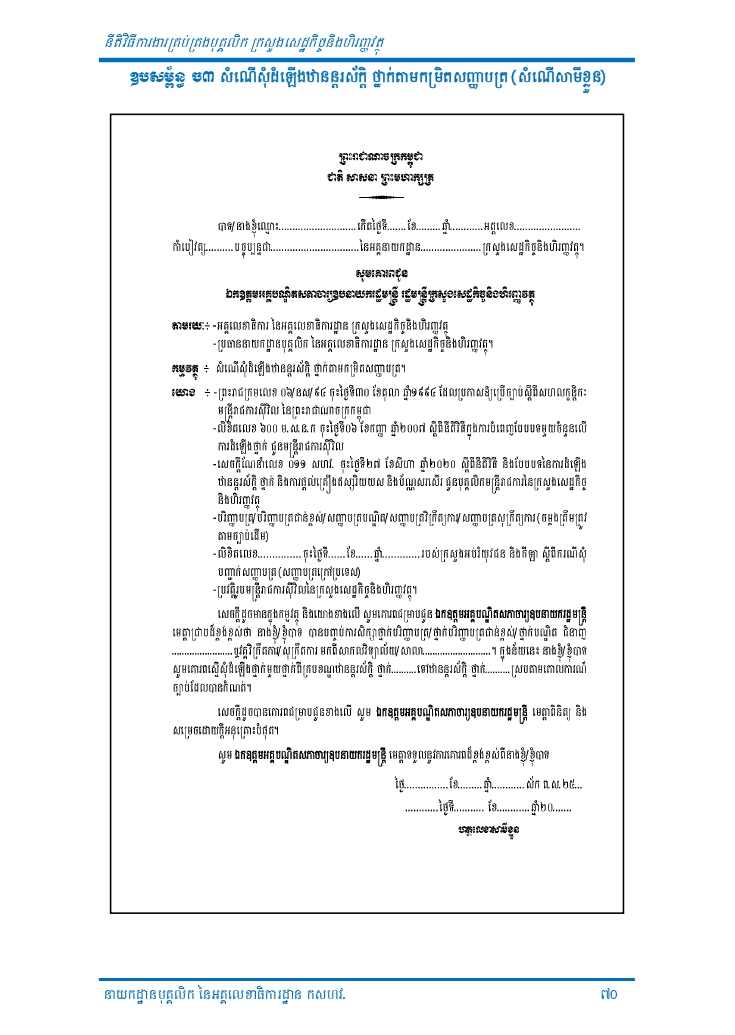 នីតិវិធីការងារគ្រប់គ្រងបុគ្គលិក ក្រសួងសេដ្ឋកិច្ចនិងហិរញ្ញវត្ថុ
ឧបសម្ព័ន្ធ ច៣ សំណើសុំដំឡើងឋានន្តរស័ក្តិ ថ្នាក់តាមកម្រិតសញ្ញាបត្រ (សំណើសាមីខ្លួន)
ព្រះរាជាណាចក្រកម្ពុជា
ជាតិ សាសនា ព្រះមហាក្សត្រ
បាទ/នាងខ្ញុំឈ្មោះ...........................កើតថ្ងៃទី.......ខែ.........ឆ្នាំ...........អត្តលេខ.......................
កាំបៀវត្សរ៍..........បច្ចុប្បន្នជា...............................នៃអគ្គនាយកដ្ឋាន.....................ក្រសួងសេដ្ឋកិច្ចនិងហិរញ្ញវត្ថុ។
សូមគោរពជូន
ឯកឧត្តមអគ្គបណ្ឌិតសភាចារ្យឧបនាយករដ្ឋមន្ត្រី រដ្ឋមន្ត្រីក្រសួងសេដ្ឋកិច្ចនិងហិរញ្ញវត្ថុ
តាមរយៈ ÷ -អគ្គលេខាធិការ នៃអគ្គលេខាធិការដ្ឋាន ក្រសួងសេដ្ឋកិច្ចនិងហិរញ្ញវត្ថុ
-ប្រធាននាយកដ្ឋានបុគ្គលិក នៃអគ្គលេខាធិការដ្ឋាន ក្រសួងសេដ្ឋកិច្ចនិងហិរញ្ញវត្ថុ។
កម្មវត្ថុ ÷ សំណើសុំដំឡើងឋានន្តរស័ក្តិ ថ្នាក់តាមកម្រិតសញ្ញាបត្រ។
យោង ÷ -ព្រះរាជក្រមលេខ ០៦/នស/៩៤ ចុះថ្ងៃទី៣០ ខែតុលា ឆ្នាំ១៩៩៤ ដែលប្រកាសឱ្យប្រើច្បាប់ស្តីពីសហលក្ខន្តិកៈ
មន្ត្រីរាជការស៊ីវិល នៃព្រះរាជាណាចក្រកម្ពុជា
-លិខិតលេខ ១០០ ម.ស.ន.ក ចុះថ្ងៃទី០៦ ខែកញ្ញា ឆ្នាំ២០០៧ ស្តីពីនីតិវិធីក្នុងការបំពេញបែបបទមួយចំនួនលើ
ការដំឡើងថ្នាក់ ជូនមន្ត្រីរាជការស៊ីវិល
-សេចក្តីណែនាំលេខ ០១១ សហវ. ចុះថ្ងៃទី២៧ ខែសីហា ឆ្នាំ២០២០ ស្តីពីនីតិវិធី និងបែបបទនៃការដំឡើង
ឋានន្តរស័ក្តិ ថ្នាក់ និងការផ្តល់គ្រឿងឥស្សរិយយស និងប័ណ្ណសរសើរ ជូនបុគ្គលិកមន្ត្រីរាជការនៃក្រសួងសេដ្ឋកិច្ច
និងហិរញ្ញវត្ថុ
-បរិញ្ញាបត្រ/បរិញ្ញាបត្រជាន់ខ្ពស់/សញ្ញាបត្របណ្ឌិត/សញ្ញាបត្រវិក្រឹត្យការ/សញ្ញាបត្រសុក្រឹត្យការ (ចម្លងត្រឹមត្រូវ
តាមច្បាប់ដើម)
-លិខិតលេខ..............ចុះថ្ងៃទី......ខែ......ឆ្នាំ.............របស់ក្រសួងអប់រំយុវជន និងកីឡា ស្តីពីករណីសុំ
បញ្ជាក់សញ្ញាបត្រ (សញ្ញាបត្រក្រៅប្រទេស)
-ប្រវត្តិរូបមន្ត្រីរាជការស៊ីវិលនៃក្រសួងសេដ្ឋកិច្ចនិងហិរញ្ញវត្ថុ។
សេចក្តីដូចមានក្នុងកម្មវត្ថុ និងយោងខាងលើ សូមគោរពជម្រាបជូន ឯកឧត្តមអគ្គបណ្ឌិតសភាចារ្យឧបនាយករដ្ឋមន្ត្រី
មេត្តាជ្រាបដ៏ខ្ពង់ខ្ពស់ថា នាងខ្ញុំ/ខ្ញុំបាទ បានបញ្ចប់ការសិក្សាថ្នាក់បរិញ្ញាបត្រ/ថ្នាក់បរិញ្ញាបត្រជាន់ខ្ពស់/ថ្នាក់បណ្ឌិត ជំនាញ
.....................ឬវគ្គវិក្រឹតការ/សុក្រឹតការ មកពីសាកលវិទ្យាល័យ/សាលា........................។ ក្នុងន័យនេះ នាងខ្ញុំ/ខ្ញុំបាទ
សូមគោរពស្នើសុំដំឡើងថ្នាក់មួយថ្នាក់ពីក្របខណ្ឌឋានន្តរស័ក្តិ ថ្នាក់.........ទៅឋានន្តរស័ក្តិ ថ្នាក់.........ស្របតាមគោលការណ៍
ច្បាប់ដែលបានកំណត់។
សេចក្តីដូចបានគោរពជម្រាបជូនខាងលើ សូម ឯកឧត្តមអគ្គបណ្ឌិតសភាចារ្យឧបនាយករដ្ឋមន្ត្រី មេត្តាពិនិត្យ និង
សម្រេចដោយក្តីអនុគ្រោះបំផុត។
សូម ឯកឧត្តមអគ្គបណ្ឌិតសភាចារ្យឧបនាយករដ្ឋមន្ត្រី មេត្តាទទួលនូវការគោរពដ៏ខ្ពង់ខ្ពស់ពីនាងខ្ញុំ/ខ្ញុំបាទ
ថ្ងៃ...............ខែ.........ឆ្នាំ............ស័ក ព.ស.២៥...
............ថ្ងៃទី........... ខែ............ឆ្នាំ២០.......
ហត្ថលេខាសាមីខ្លួន
នាយកដ្ឋានបុគ្គលិក នៃអគ្គលេខាធិការដ្ឋាន កសហវ.
៧០